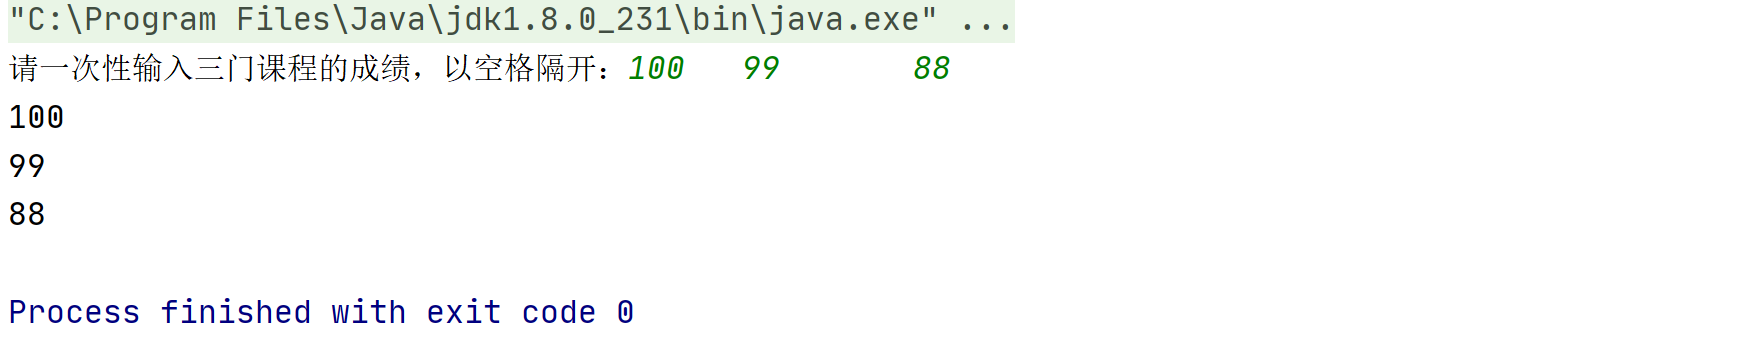 "C:\Program Files\Java\jdk1.8.0_231\bin\java.exe" ...
请一次性输入三门课程的成绩，以空格隔开：100   99       88
100
99
88
Process finished with exit code 0